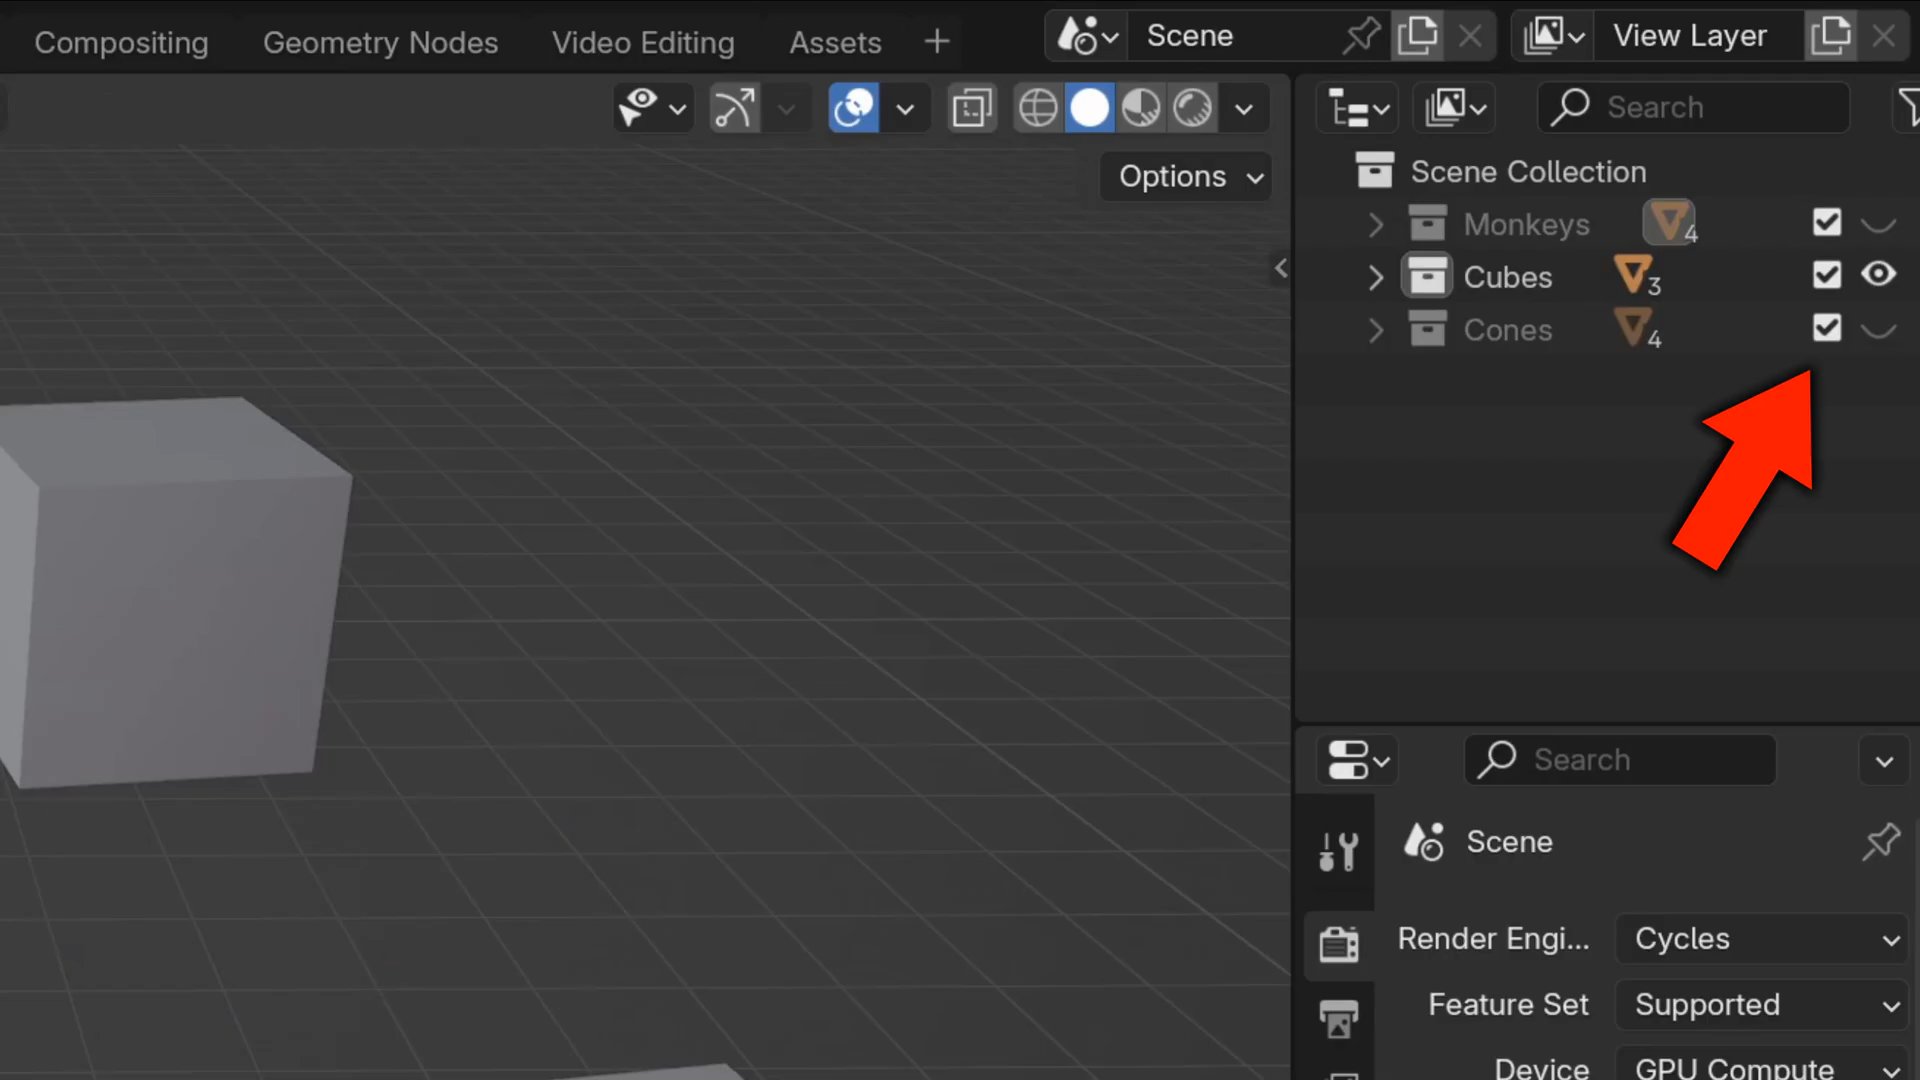 Compositing Geometry Nodes Video Editing Assets + Scene View Layer
Search
Options
Scene Collection
Monkeys 4
Cubes 3
Cones 4
Search
Scene
Render Engi... Cycles
Feature Set Supported
Device GPU Compute